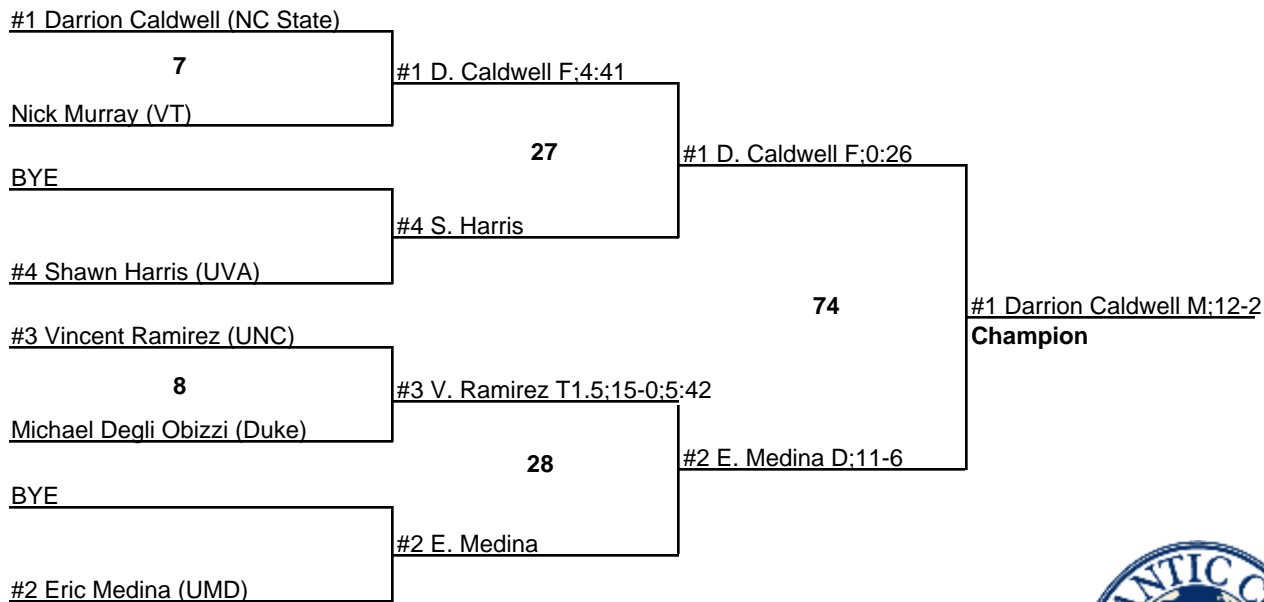 #1 Darrion Caldwell (NC State)
7
#1 D. Caldwell F;4:41
Nick Murray (VT)
27
#1 D. Caldwell F;0:26
BYE
#4 S. Harris
#4 Shawn Harris (UVA)
74
#1 Darrion Caldwell M;12-2
Champion
#3 Vincent Ramirez (UNC)
8
#3 V. Ramirez T1.5;15-0;5:42
Michael Degli Obizzi (Duke)
28
#2 E. Medina D;11-6
BYE
#2 E. Medina
#2 Eric Medina (UMD)